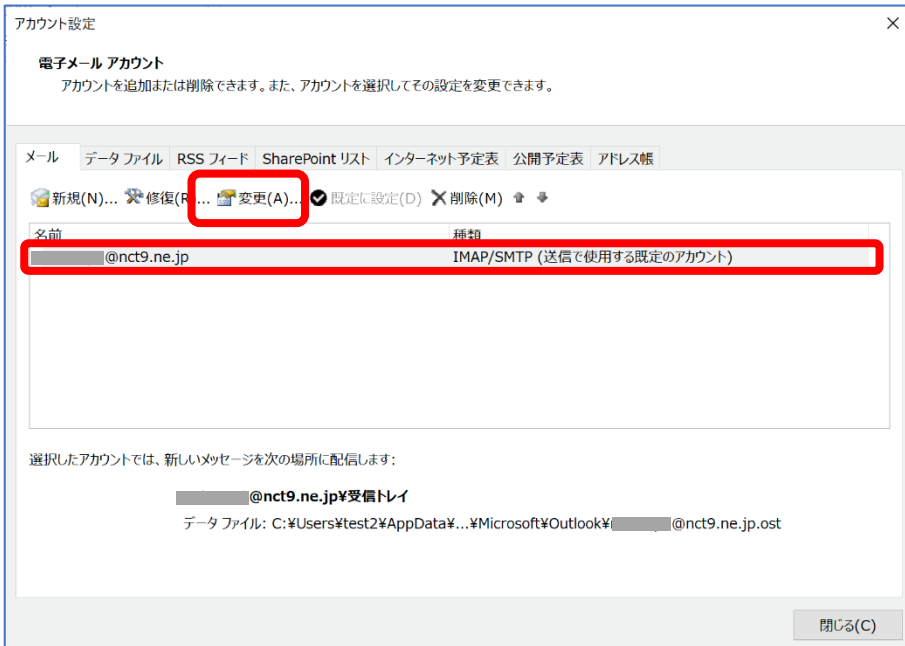 アカウント設定
電子メール アカウント
アカウントを追加または削除できます。また、アカウントを選択してその設定を変更できます。
メール データ ファイル RSS フィード SharePoint リスト インターネット予定表 公開予定表 アドレス帳
新規(N)... 修復(R... 変更(A)... 既定に設定(D) 削除(M)
名前 種類
@nct9.ne.jp IMAP/SMTP (送信で使用する既定のアカウント)
選択したアカウントでは、新しいメッセージを次の場所に配信します:
@nct9.ne.jp¥受信トレイ
データ ファイル: C:¥Users¥test2¥AppData¥...¥Microsoft¥Outlook¥ @nct9.ne.jp.ost
閉じる(C)